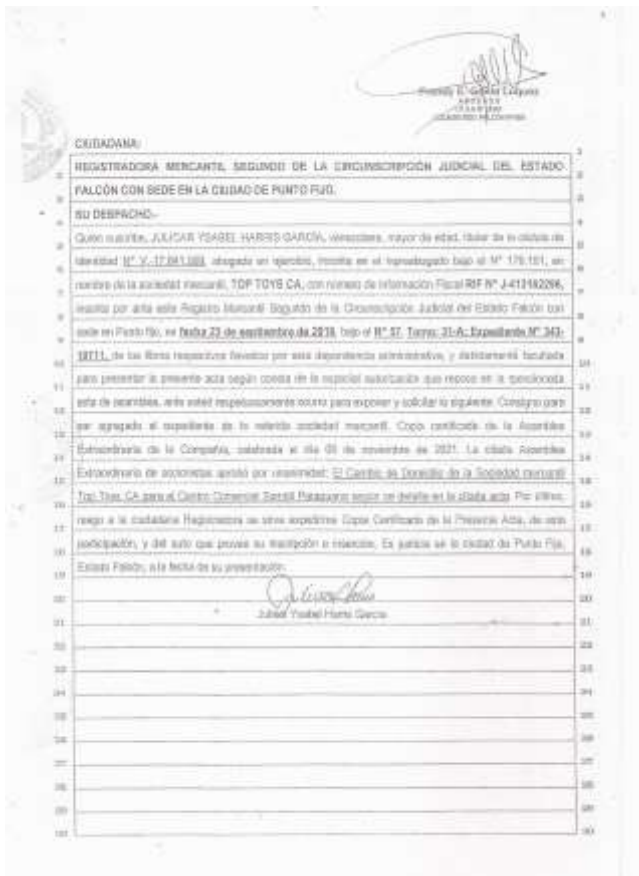 ABOGADO
CIUDADANA:
REGISTRADORA MERCANTIL SEGUNDO DE LA CIRCUNSCRIPCIÓN JUDICIAL DEL ESTADO
FALCÓN CON SEDE EN LA CIUDAD DE PUNTO FIJO.
SU DESPACHO.-
Quien suscribe, JULICAR YSABEL HARRIS GARCÍA, venezolana, mayor de edad, titular de la cédula de
identidad N° abogada en ejercicio, inscrita en el inpreabogado bajo el N° en
nombre de la sociedad mercantil, TOP TOYS CA, con número de Información Fiscal RIF N°
inscrita por ante este Registro Mercantil Segundo de la Circunscripción Judicial del Estado Falcón con
sede en Punto fijo, en fecha 23 de septiembre de bajo el N° 57, Tomo: 31-A; Expediente N° 343-
de los libros respectivos llevados por esta dependencia administrativa, y debidamente facultada
para presentar la presente acta según consta de la especial autorización que reposa en la mencionada
acta de asamblea, ante usted respetuosamente ocurro para exponer y solicitar lo siguiente: Consigno para
ser agregado al expediente de la referida sociedad mercantil, Copia certificada de la Asamblea
Extraordinaria de la Compañía, celebrada el día de noviembre de 2021. La citada Asamblea
Extraordinaria de accionistas aprobó por unanimidad: El Cambio de Domicilio de la Sociedad mercantil
Top Toys, CA para el Centro Comercial Sambil Paraguaná según se detalla en la citada acta. Por último,
ruego a la ciudadana Registradora se sirva expedirme Copia Certificada de la Presente Acta, de esta
participación, y del auto que provea su inscripción e inserción. Es justicia en la ciudad de Punto Fijo,
Estado Falcón, a la fecha de su presentación.
Ysabel Harris García